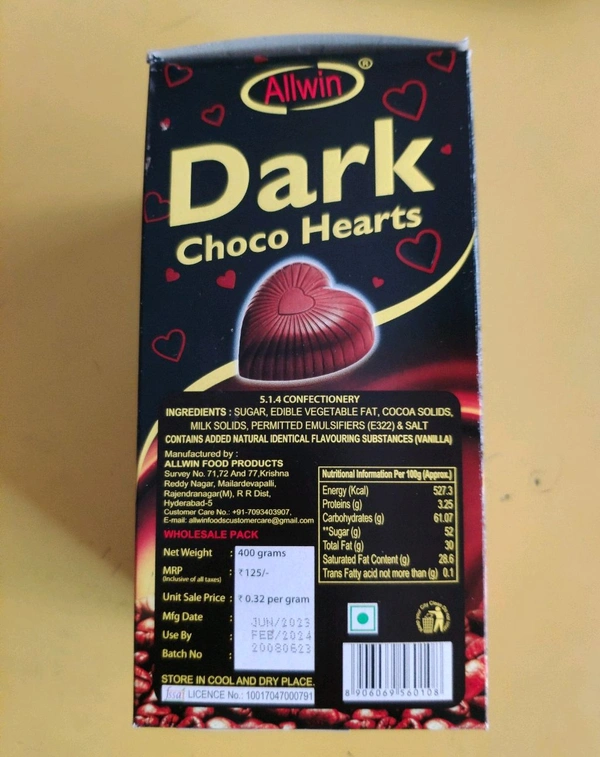 Allwin®
Dark
Choco Hearts
5.1.4 CONFECTIONERY
INGREDIENTS : SUGAR, EDIBLE VEGETABLE FAT, COCOA SOLIDS,
MILK SOLIDS, PERMITTED EMULSIFIERS (E322) & SALT
CONTAINS ADDED NATURAL IDENTICAL FLAVOURING SUBSTANCES (VANILLA)
Manufactured by :
ALLWIN FOOD PRODUCTS
Survey No. 71,72 And 77,Krishna
Reddy Nagar, Mailardevapalli,
Rajendranagar(M), R R Dist,
Hyderabad-5
Customer Care No.: +91-7093403907,
E-mail: allwinfoodscustomercare@gmail.com
WHOLESALE PACK
Net Weight : 400 grams
MRP : ₹ 125/-
(Inclusive of all taxes)
Unit Sale Price : ₹ 0.32 per gram
Mfg Date : JUN/2023
Use By : FEB/2024
Batch No : 20080623
STORE IN COOL AND DRY PLACE.
fssai LICENCE No.: 10017047000791
Nutritional Information Per 100g (Approx.)
Energy (Kcal) 527.3
Proteins (g) 3.25
Carbohydrates (g) 61.07
**Sugar (g) 52
Total Fat (g) 30
Saturated Fat Content (g) 28.6
Trans Fatty acid not more than (g) 0.1
8 906069 560108